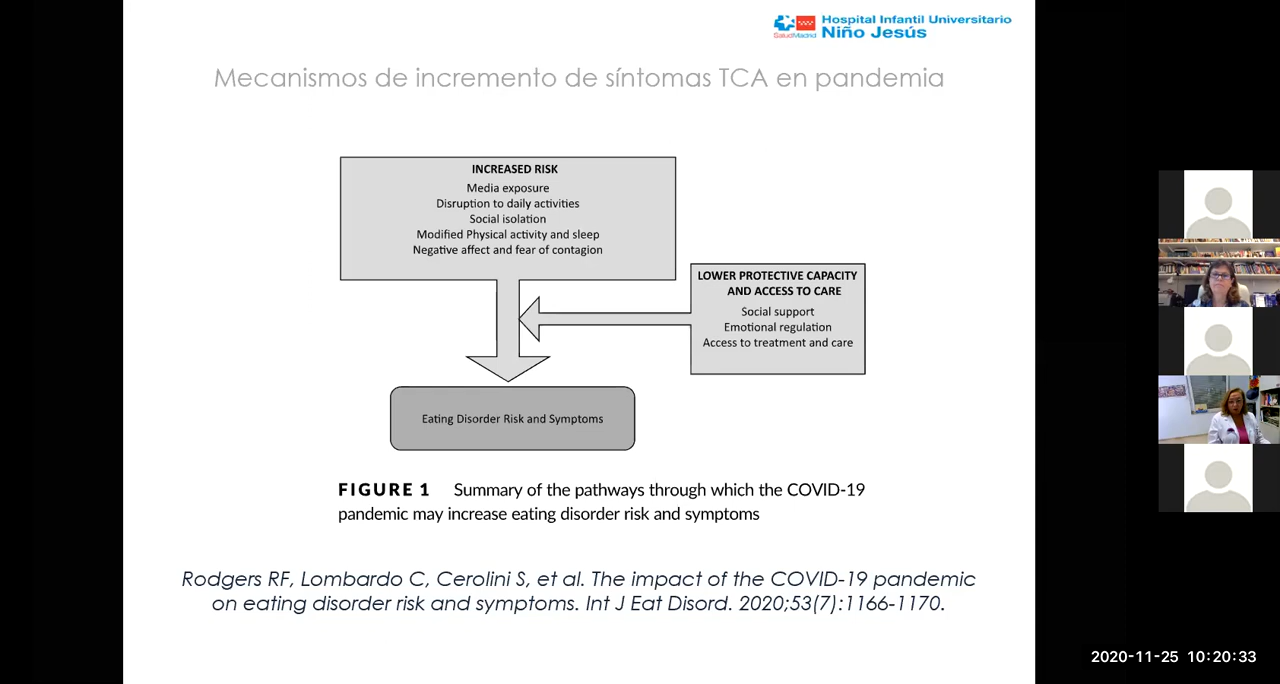 SaludMadrid
Hospital Infantil Universitario
Niño Jesús
Mecanismos de incremento de síntomas TCA en pandemia
INCREASED RISK
Media exposure
Disruption to daily activities
Social isolation
Modified Physical activity and sleep
Negative affect and fear of contagion
LOWER PROTECTIVE CAPACITY
AND ACCESS TO CARE
Social support
Emotional regulation
Access to treatment and care
Eating Disorder Risk and Symptoms
FIGURE 1 Summary of the pathways through which the COVID-19
pandemic may increase eating disorder risk and symptoms
Rodgers RF, Lombardo C, Cerolini S, et al. The impact of the COVID-19 pandemic
on eating disorder risk and symptoms. Int J Eat Disord. 2020;53(7):1166-1170.
2020-11-25 10:20:33